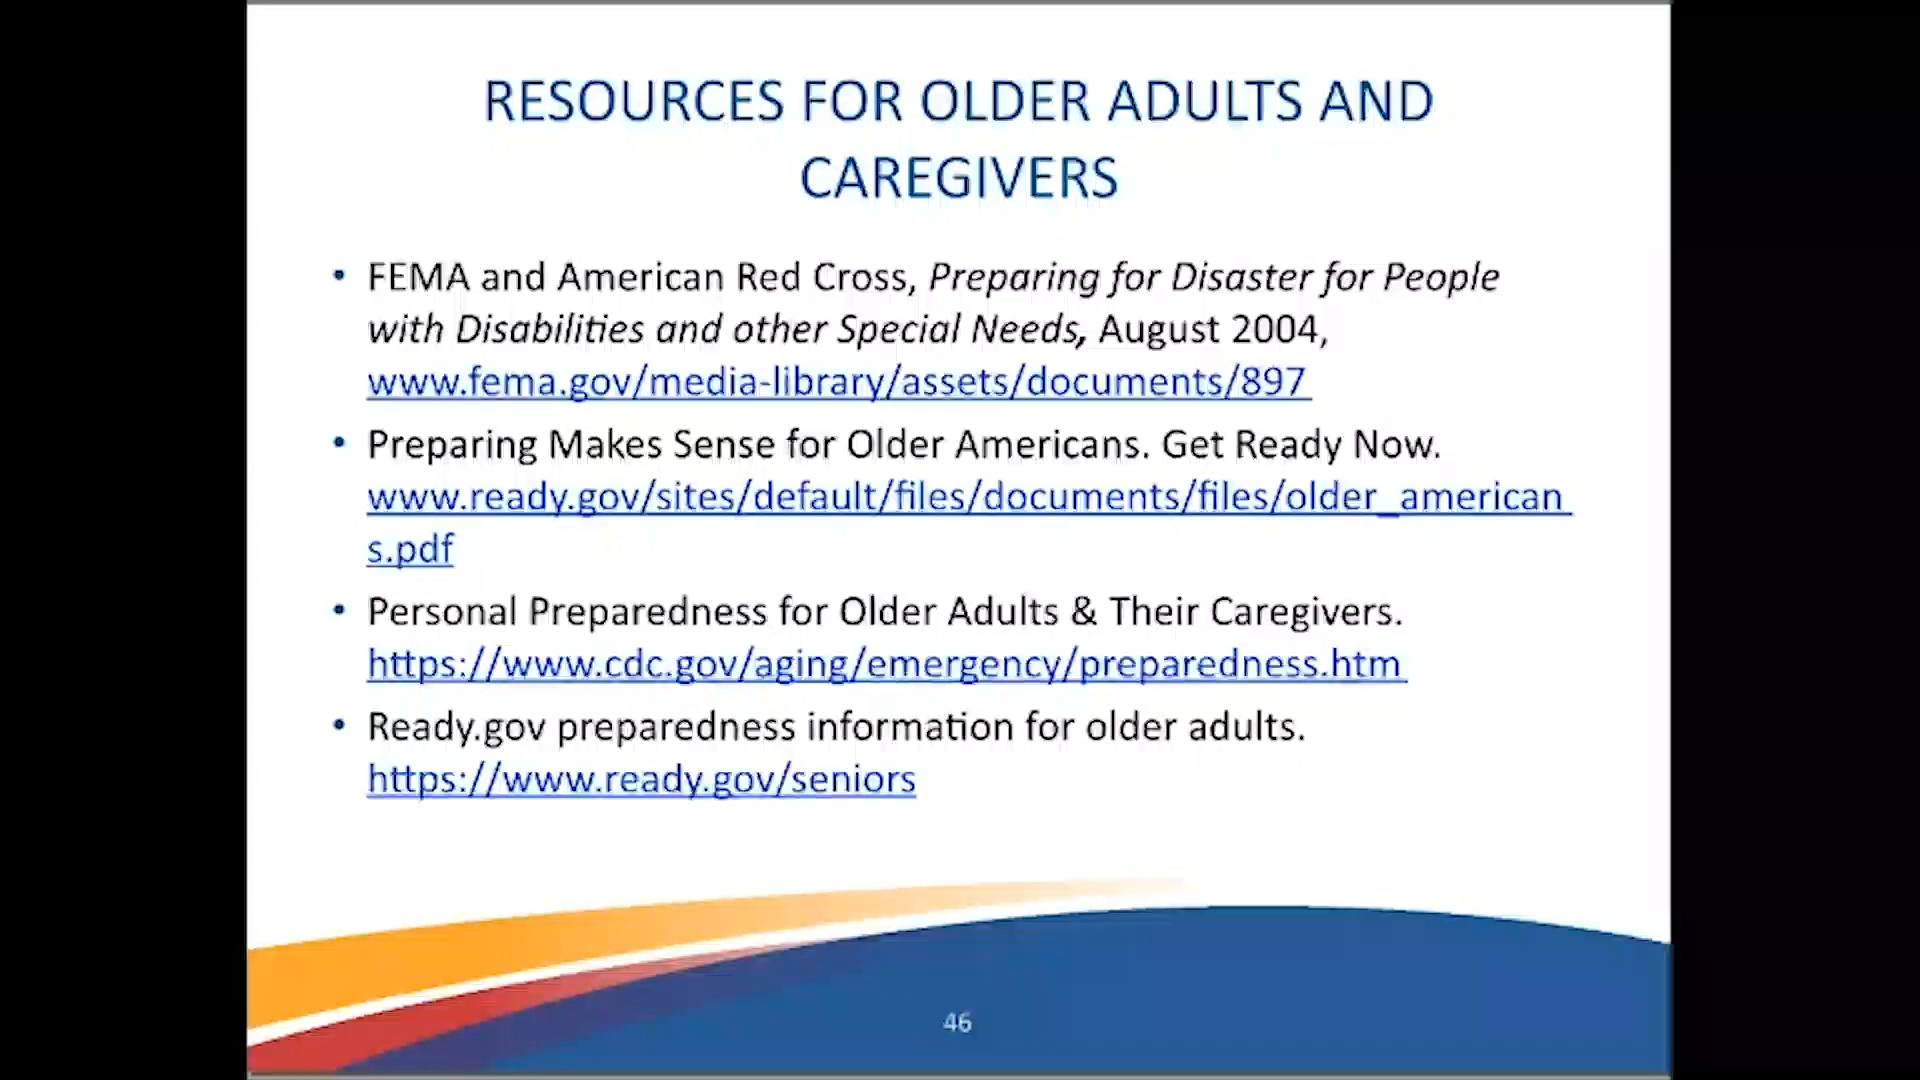 RESOURCES FOR OLDER ADULTS AND
CAREGIVERS
• FEMA and American Red Cross, Preparing for Disaster for People
with Disabilities and other Special Needs, August 2004,
www.fema.gov/media-library/assets/documents/897
• Preparing Makes Sense for Older Americans. Get Ready Now.
www.ready.gov/sites/default/files/documents/files/older_american
s.pdf
• Personal Preparedness for Older Adults & Their Caregivers.
https://www.cdc.gov/aging/emergency/preparedness.htm
• Ready.gov preparedness information for older adults.
https://www.ready.gov/seniors
46